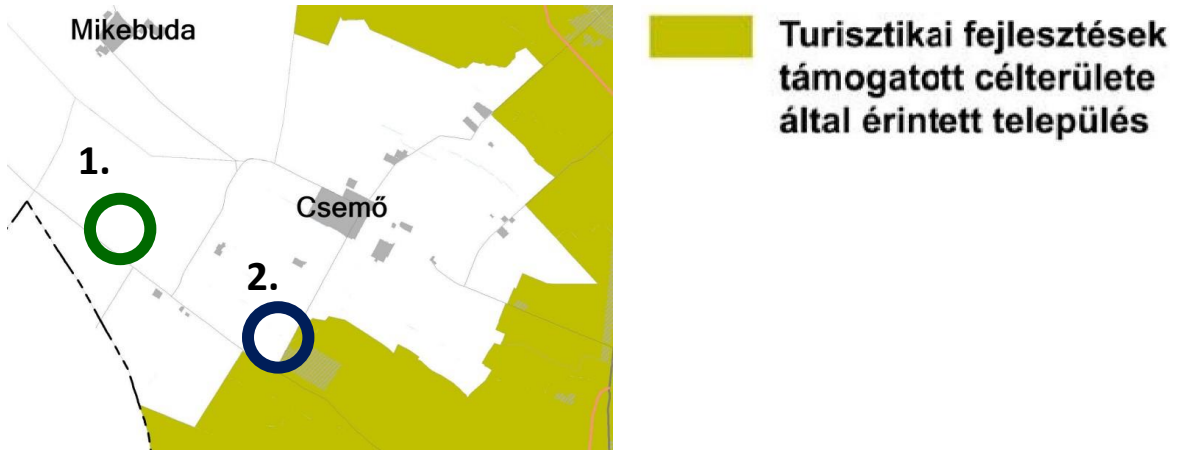 Mikebuda
1.
Csemő
2.
Turisztikai fejlesztések
támogatott célterülete
által érintett település